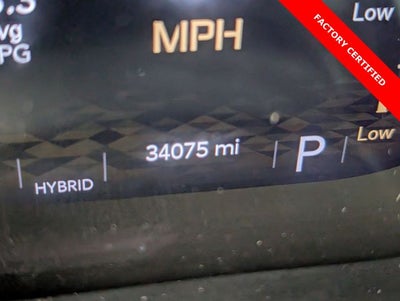 vg
PG
MPH
Low
FACTORY CERTIFIED
34075 mi
P
Low
HYBRID